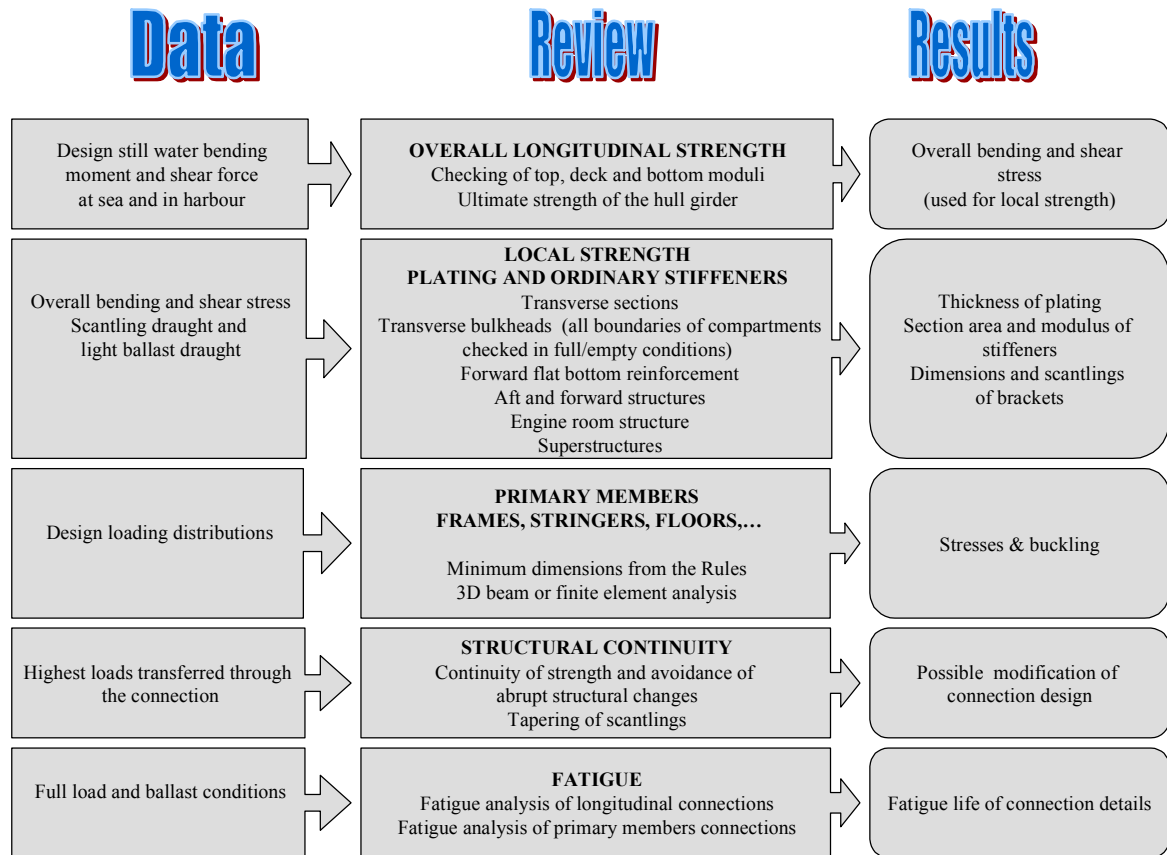 Data
Review
Results
Design still water bending
moment and shear force
at sea and in harbour
OVERALL LONGITUDINAL STRENGTH
Checking of top, deck and bottom moduli
Ultimate strength of the hull girder
Overall bending and shear
stress
(used for local strength)
Overall bending and shear stress
Scantling draught and
light ballast draught
LOCAL STRENGTH
PLATING AND ORDINARY STIFFENERS
Transverse sections
Transverse bulkheads (all boundaries of compartments
checked in full/empty conditions)
Forward flat bottom reinforcement
Aft and forward structures
Engine room structure
Superstructures
Thickness of plating
Section area and modulus of
stiffeners
Dimensions and scantlings
of brackets
Design loading distributions
PRIMARY MEMBERS
FRAMES, STRINGERS, FLOORS,…
Minimum dimensions from the Rules
3D beam or finite element analysis
Stresses & buckling
Highest loads transferred through
the connection
STRUCTURAL CONTINUITY
Continuity of strength and avoidance of
abrupt structural changes
Tapering of scantlings
Possible modification of
connection design
Full load and ballast conditions
FATIGUE
Fatigue analysis of longitudinal connections
Fatigue analysis of primary members connections
Fatigue life of connection details